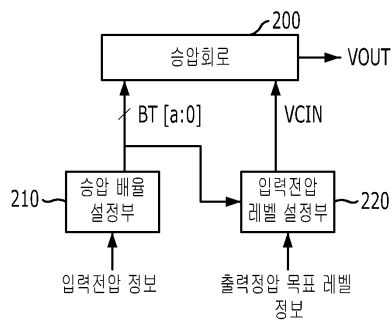 200
승압회로
VOUT
BT [a:0]
VCIN
210
승압 배율
설정부
입력전압
레벨 설정부
220
입력전압 정보
출력정압 목표 레벨
정보